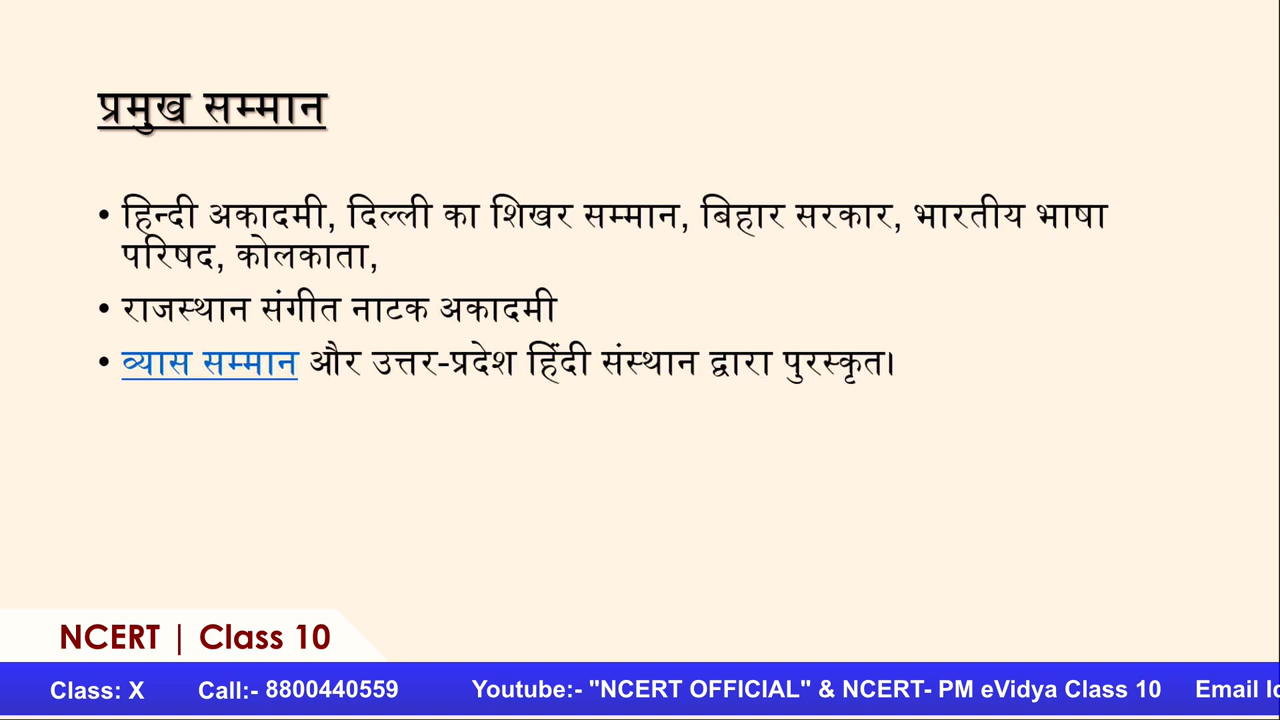 प्रमुख सम्मान
• हिन्दी अकादमी, दिल्ली का शिखर सम्मान, बिहार सरकार, भारतीय भाषा
परिषद, कोलकाता,
• राजस्थान संगीत नाटक अकादमी
• व्यास सम्मान और उत्तर-प्रदेश हिंदी संस्थान द्वारा पुरस्कृत।
NCERT | Class 10
Class: X Call:- 8800440559 Youtube:- "NCERT OFFICIAL" & NCERT- PM eVidya Class 10 Email